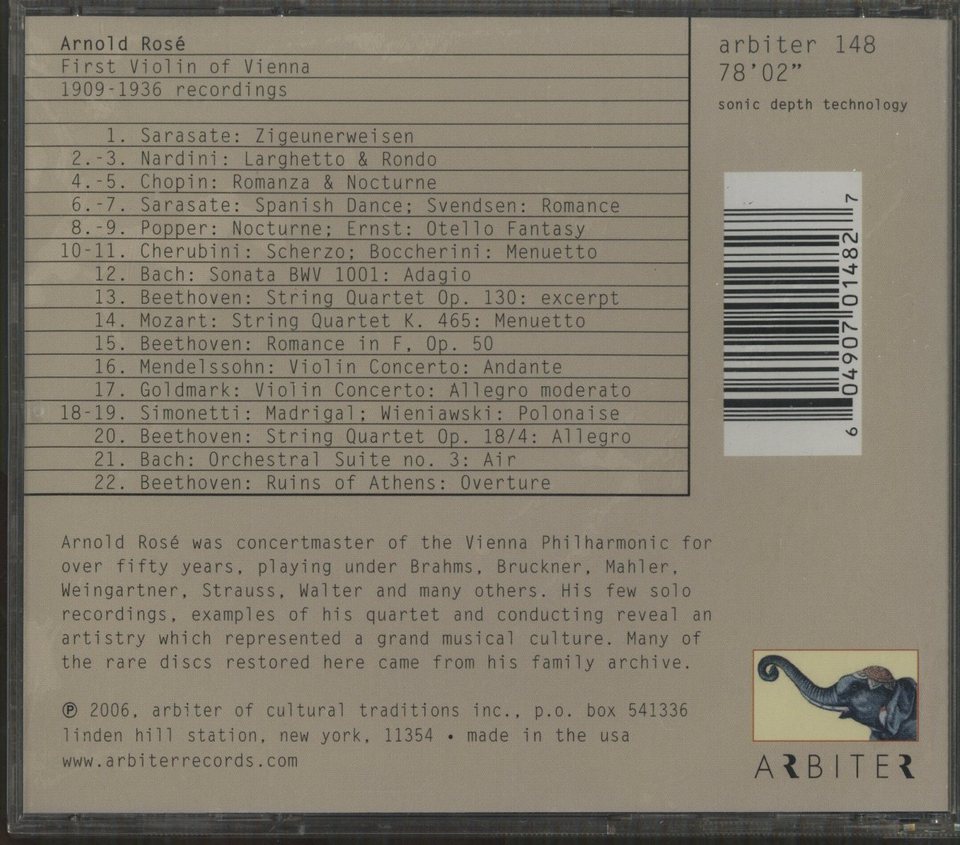 Arnold Rosé
First Violin of Vienna
1909-1936 recordings
1. Sarasate: Zigeunerweisen
2.-3. Nardini: Larghetto & Rondo
4.-5. Chopin: Romanza & Nocturne
6.-7. Sarasate: Spanish Dance; Svendsen: Romance
8.-9. Popper: Nocturne; Ernst: Otello Fantasy
10-11. Cherubini: Scherzo; Boccherini: Menuetto
12. Bach: Sonata BWV 1001: Adagio
13. Beethoven: String Quartet Op. 130: excerpt
14. Mozart: String Quartet K. 465: Menuetto
15. Beethoven: Romance in F, Op. 50
16. Mendelssohn: Violin Concerto: Andante
17. Goldmark: Violin Concerto: Allegro moderato
18-19. Simonetti: Madrigal; Wieniawski: Polonaise
20. Beethoven: String Quartet Op. 18/4: Allegro
21. Bach: Orchestral Suite no. 3: Air
22. Beethoven: Ruins of Athens: Overture
arbiter 148
78'02”
sonic depth technology
6 04907 01482 7
Arnold Rosé was concertmaster of the Vienna Philharmonic for
over fifty years, playing under Brahms, Bruckner, Mahler,
Weingartner, Strauss, Walter and many others. His few solo
recordings, examples of his quartet and conducting reveal an
artistry which represented a grand musical culture. Many of
the rare discs restored here came from his family archive.
℗ 2006, arbiter of cultural traditions inc., p.o. box 541336
linden hill station, new york, 11354 • made in the usa
www.arbiterrecords.com
ARBITER